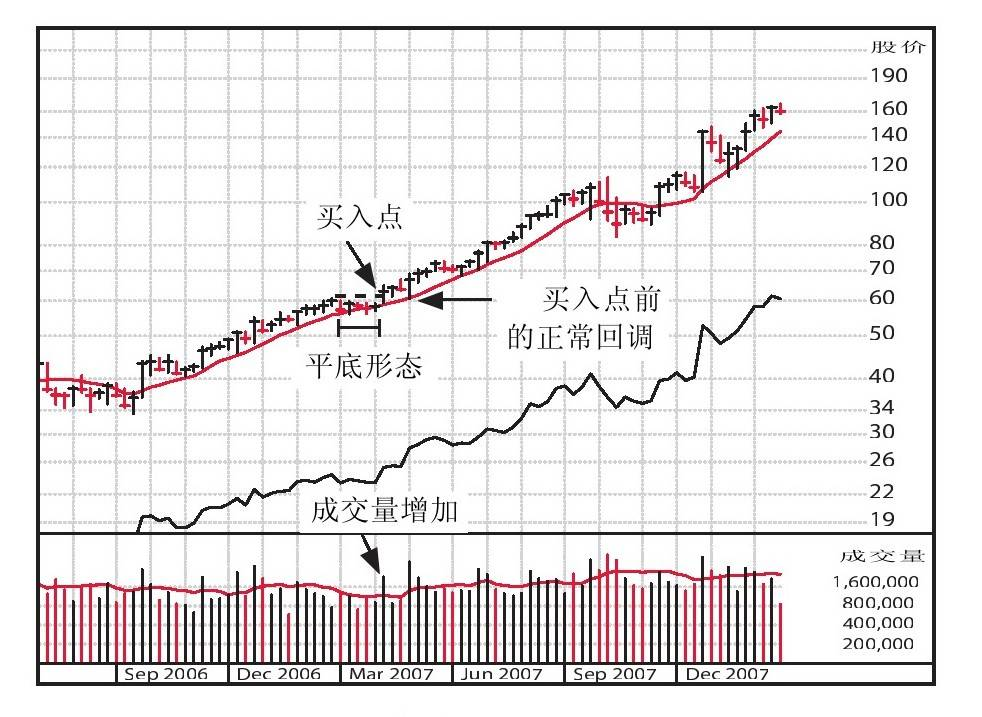 股价
190
160
140
120
100
80
70
60
50
40
34
30
26
22
19
买入点
买入点前
的正常回调
平底形态
成交量增加
成交量
1,600,000
800,000
400,000
200,000
Sep 2006
Dec 2006
Mar 2007
Jun 2007
Sep 2007
Dec 2007